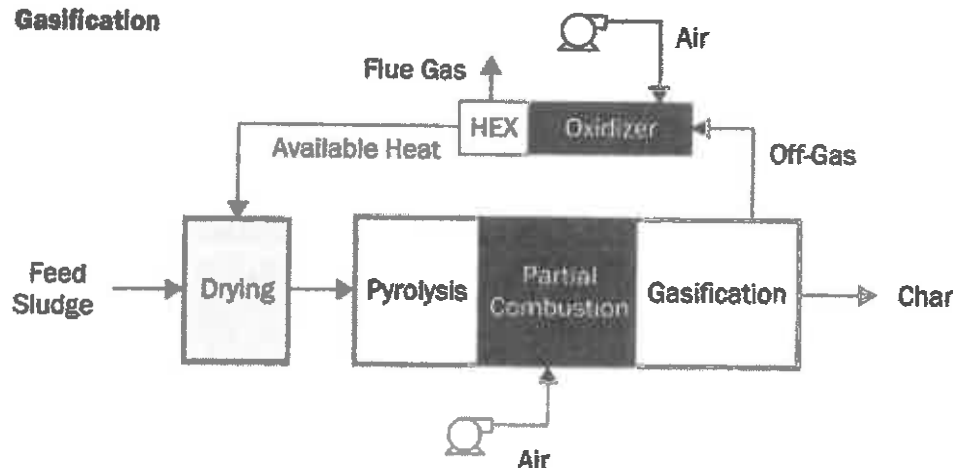 Gasification
Air
Flue Gas
HEX
Oxidizer
Available Heat
Off-Gas
Feed
Sludge
Drying
Pyrolysis
Partial
Combustion
Gasification
Char
Air